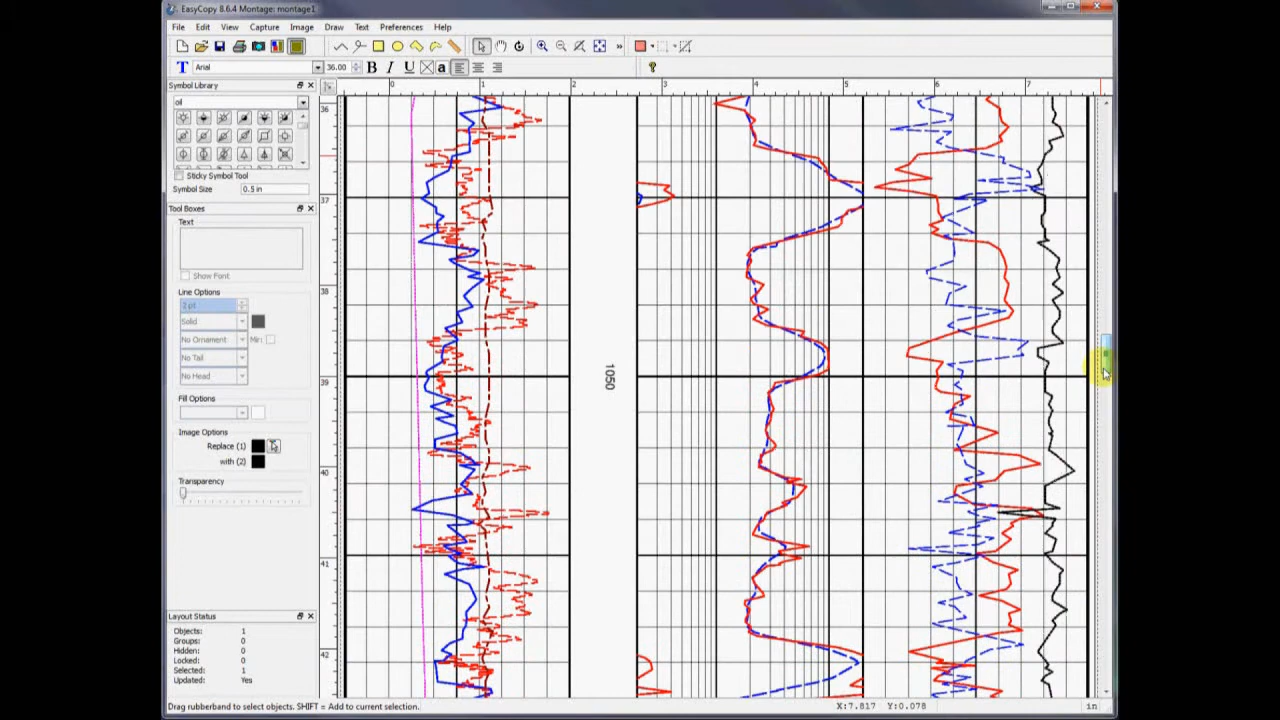 EasyCopy 8.6.4 Montage: montage1
File Edit View Capture Image Draw Text Preferences Help
T Arial 36.00 B I U a
Symbol Library
oil
Sticky Symbol Tool
Symbol Size 0.5 in
Tool Boxes
Text
Show Font
Line Options
2 pt
Solid
No Ornament Min:
No Tail
No Head
Fill Options
Image Options
Replace (1)
with (2)
Transparency
Layout Status
Objects: 1
Groups: 0
Hidden: 0
Locked: 0
Selected: 1
Updated: Yes
0 1 2 3 4 5 6 7
36
37
38
39
40
41
42
1050
Drag rubberband to select objects. SHIFT = Add to current selection. X:7.817 Y:0.078 in